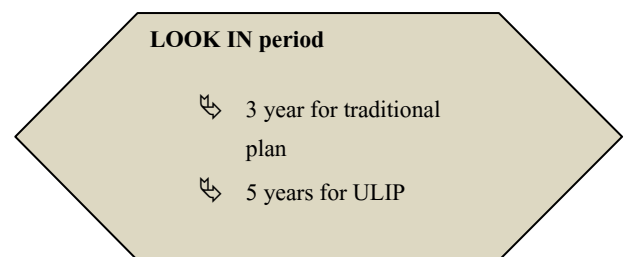 LOOK IN period
3 year for traditional
plan
5 years for ULIP